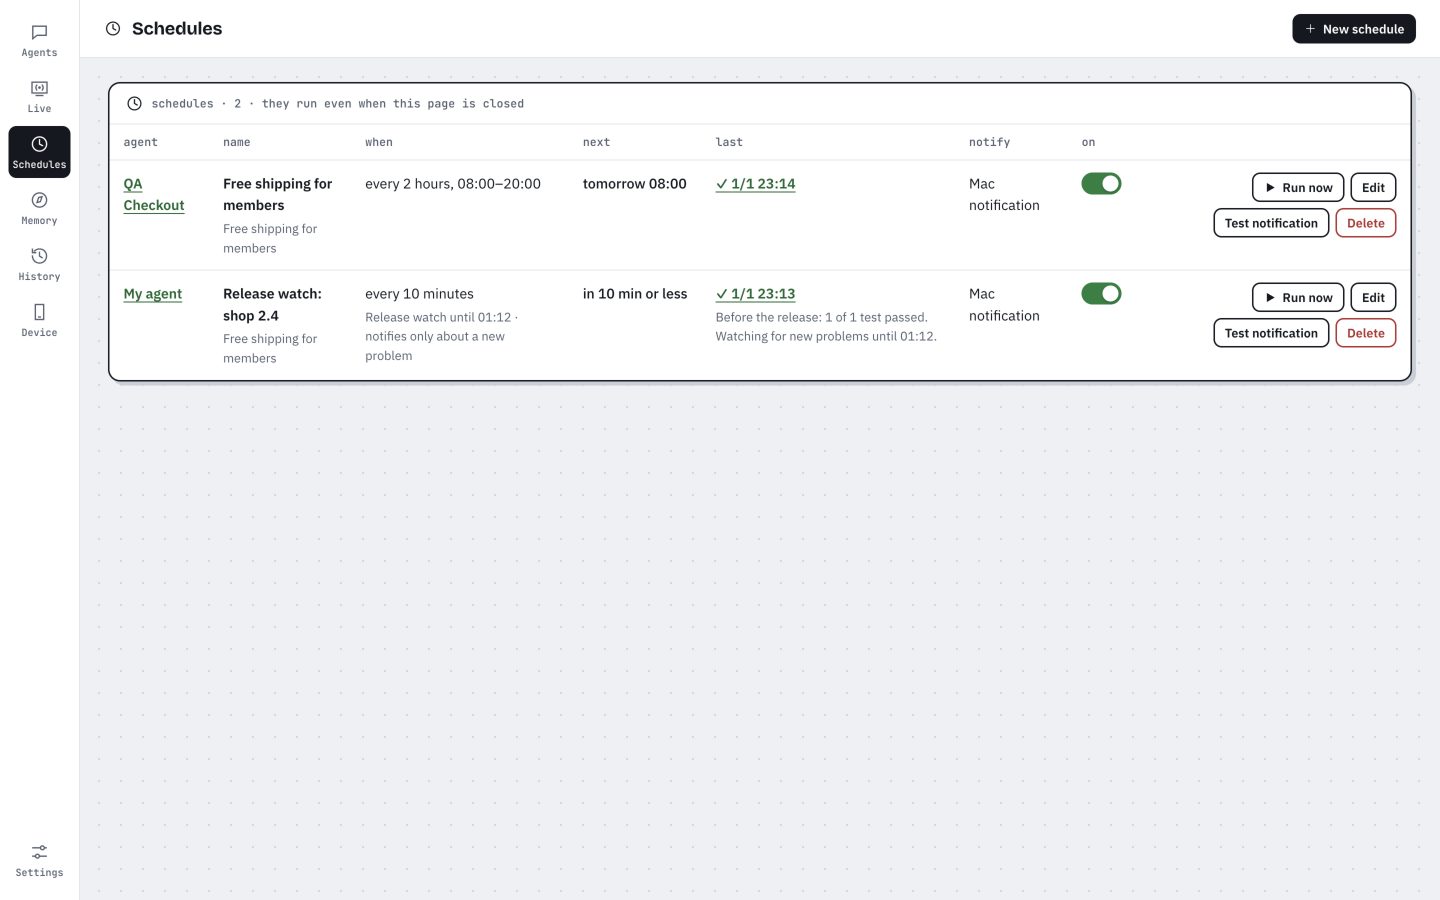 Agents
Live
Schedules
Memory
History
Device
Settings
Schedules
+ New schedule
schedules · 2 · they run even when this page is closed
agent name when next last notify on
QA
Checkout
Free shipping for
members
Free shipping for
members
every 2 hours, 08:00–20:00
tomorrow 08:00
✓ 1/1 23:14
Mac
notification
Run now
Edit
Test notification
Delete
My agent
Release watch:
shop 2.4
Free shipping for
members
every 10 minutes
Release watch until 01:12 ·
notifies only about a new
problem
in 10 min or less
✓ 1/1 23:13
Before the release: 1 of 1 test passed.
Watching for new problems until 01:12.
Mac
notification
Run now
Edit
Test notification
Delete